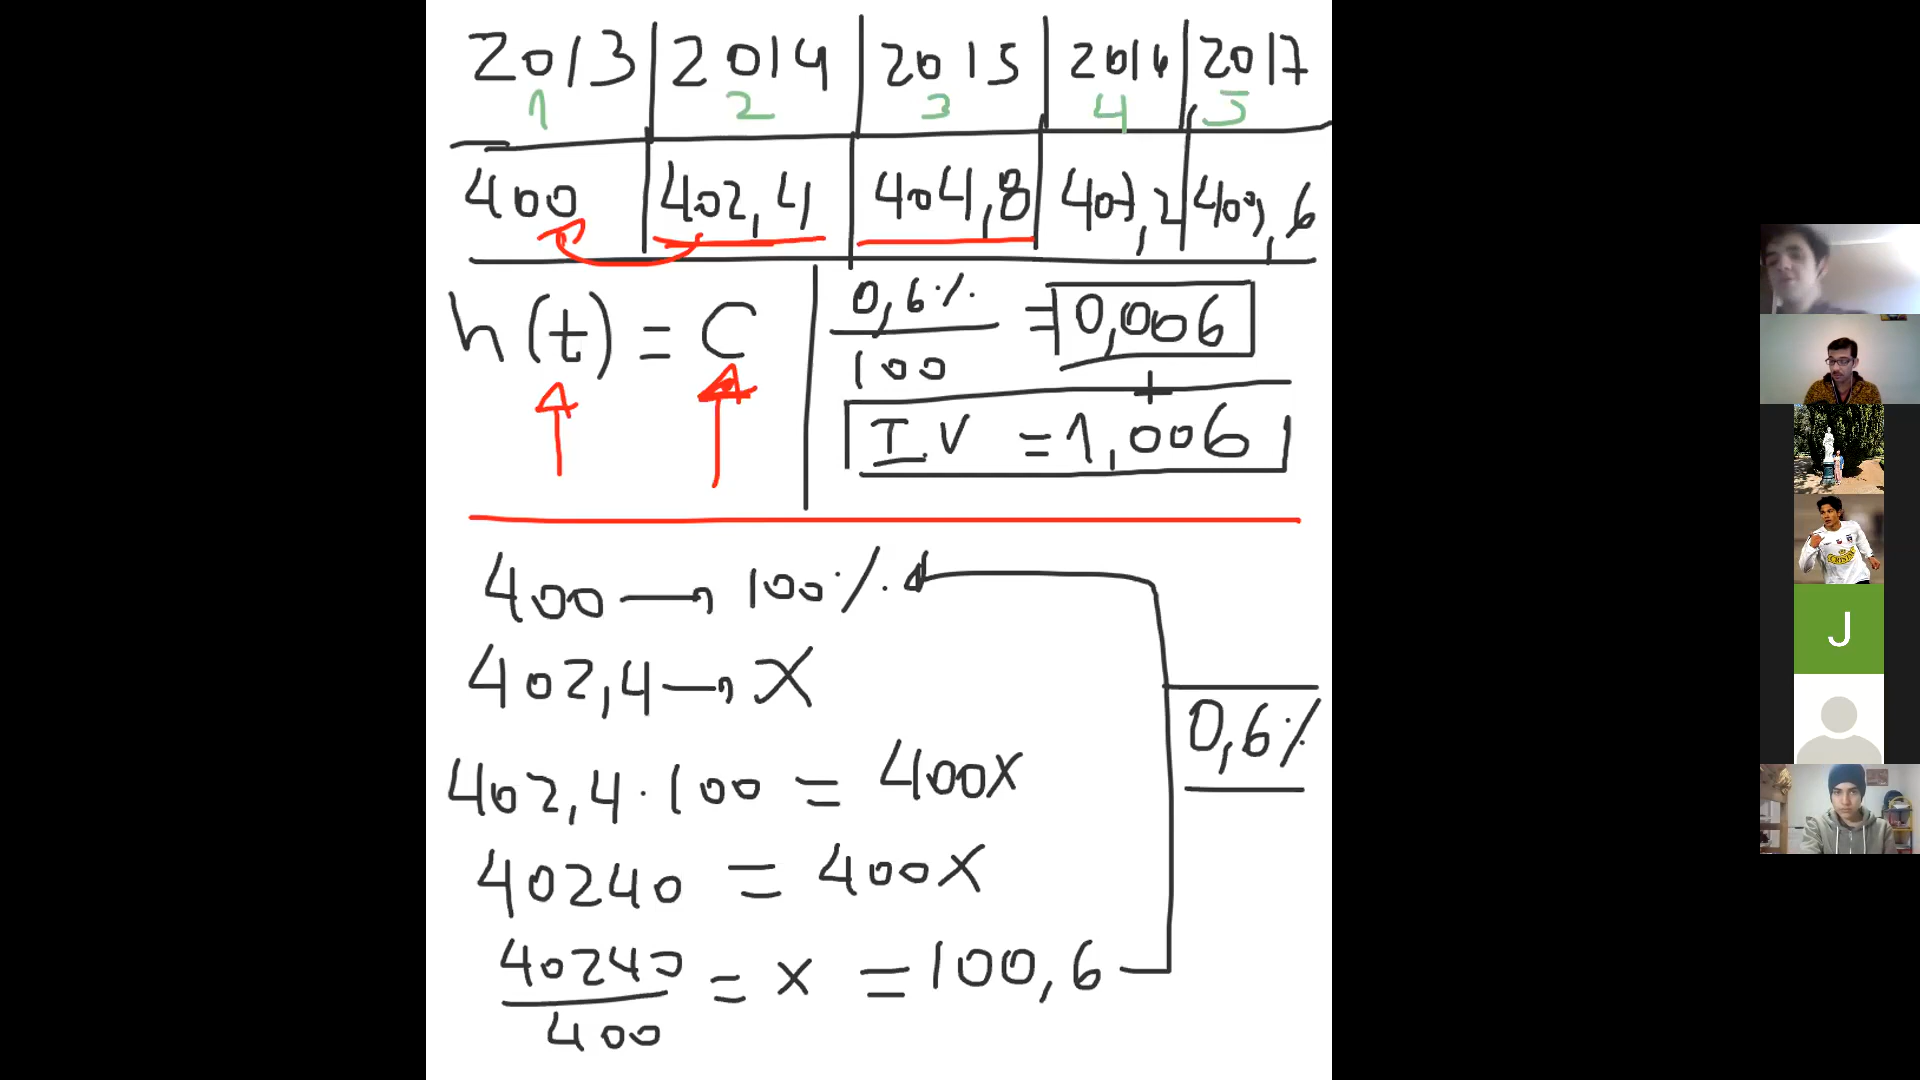 2013 2014 2015 2016 2017
1 2 3 4 5
400 402,4 404,8 407,2 409,6
h(t) = C
0,6% = 0,006
100
+
I.V = 1,006
400 → 100%
402,4 → X
0,6%
402,4 · 100 = 400X
40240 = 400X
40240 = x = 100,6
400
CRISTAL
J